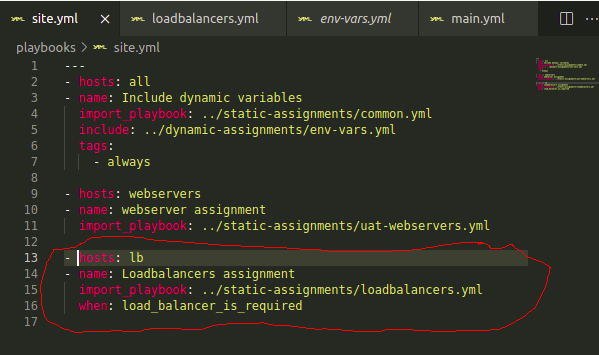 site.yml × loadbalancers.yml env-vars.yml main.yml ...
playbooks > site.yml
1 ---
2 - hosts: all
3 - name: Include dynamic variables
4 import_playbook: ../static-assignments/common.yml
5 include: ../dynamic-assignments/env-vars.yml
6 tags:
7 - always
8
9 - hosts: webservers
10 - name: webserver assignment
11 import_playbook: ../static-assignments/uat-webservers.yml
12
13 - hosts: lb
14 - name: Loadbalancers assignment
15 import_playbook: ../static-assignments/loadbalancers.yml
16 when: load_balancer_is_required
17